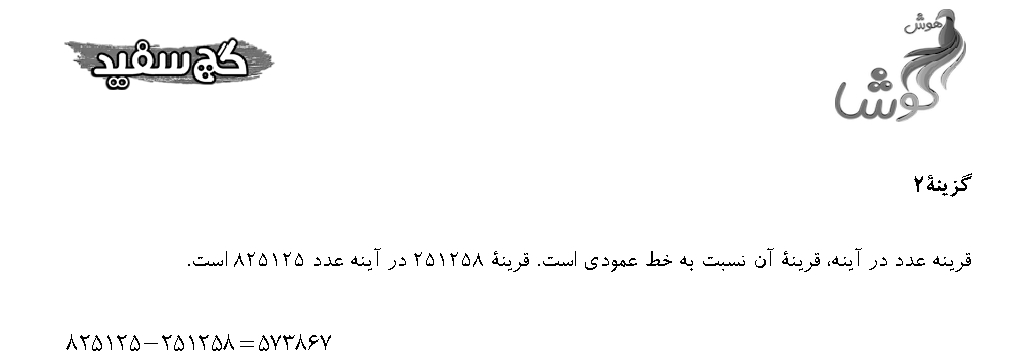 هوش
گوشا
گچ سفید
گزینهٔ ۲
قرینه عدد در آینه، قرینهٔ آن نسبت به خط عمودی است. قرینهٔ ۲۵۱۲۵۸ در آینه عدد ۸۲۵۱۲۵ است.
۸۲۵۱۲۵−۲۵۱۲۵۸=۵۷۳۸۶۷